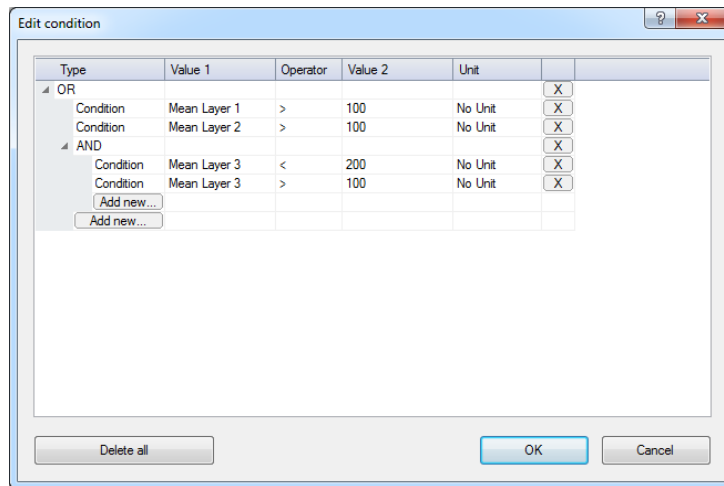 Edit condition ? X
Type Value 1 Operator Value 2 Unit
OR X
Condition Mean Layer 1 > 100 No Unit X
Condition Mean Layer 2 > 100 No Unit X
AND X
Condition Mean Layer 3 < 200 No Unit X
Condition Mean Layer 3 > 100 No Unit X
Add new...
Add new...
Delete all OK Cancel